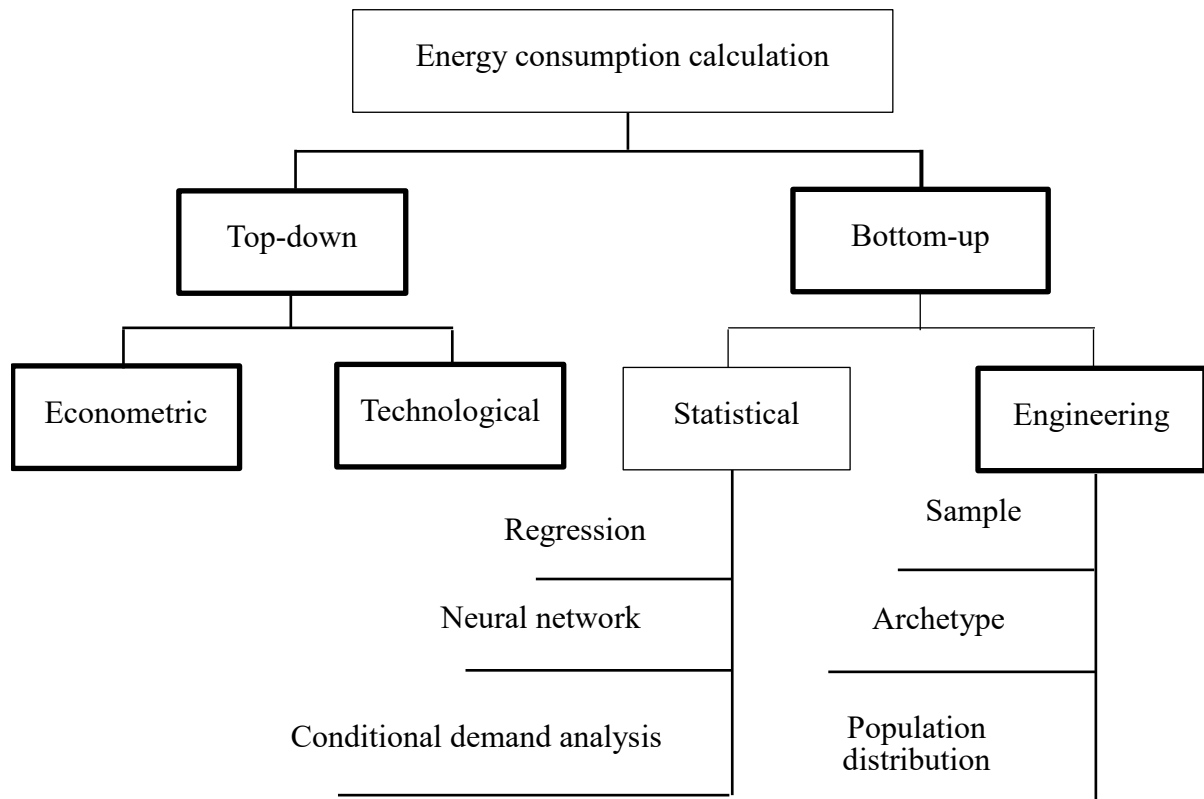 Energy consumption calculation
Top-down
Bottom-up
Econometric
Technological
Statistical
Engineering
Regression
Neural network
Conditional demand analysis
Sample
Archetype
Population
distribution